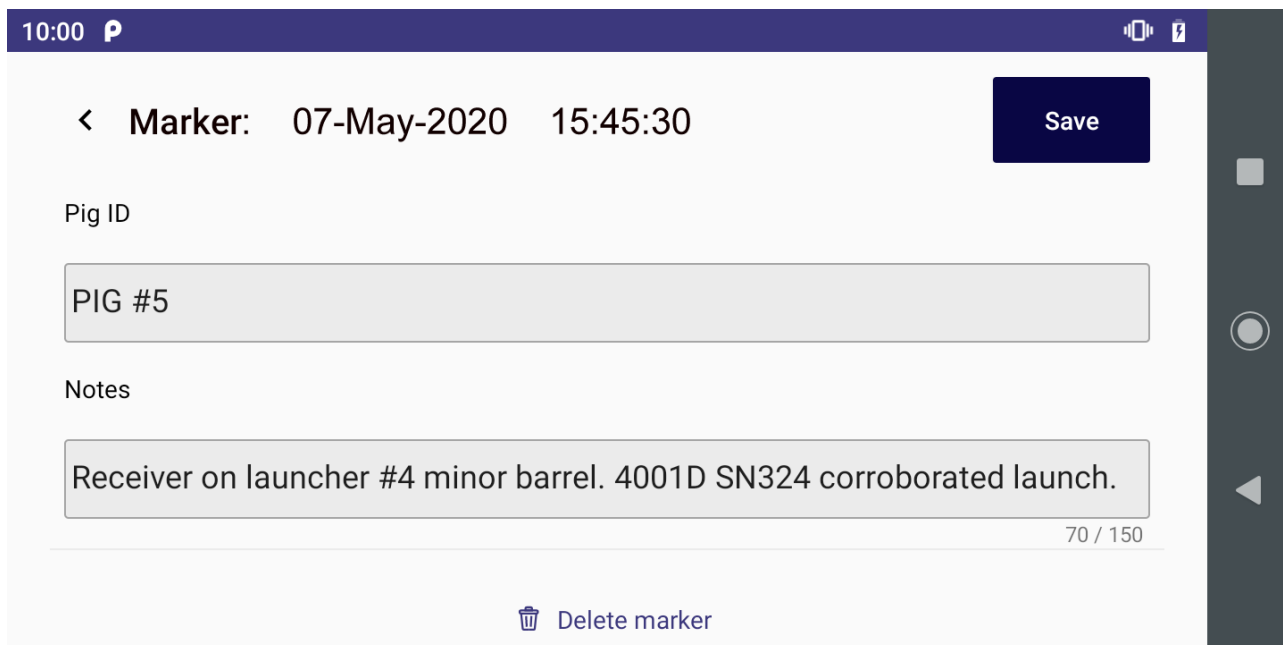 10:00
Marker: 07-May-2020 15:45:30
Save
Pig ID
PIG #5
Notes
Receiver on launcher #4 minor barrel. 4001D SN324 corroborated launch.
70 / 150
Delete marker